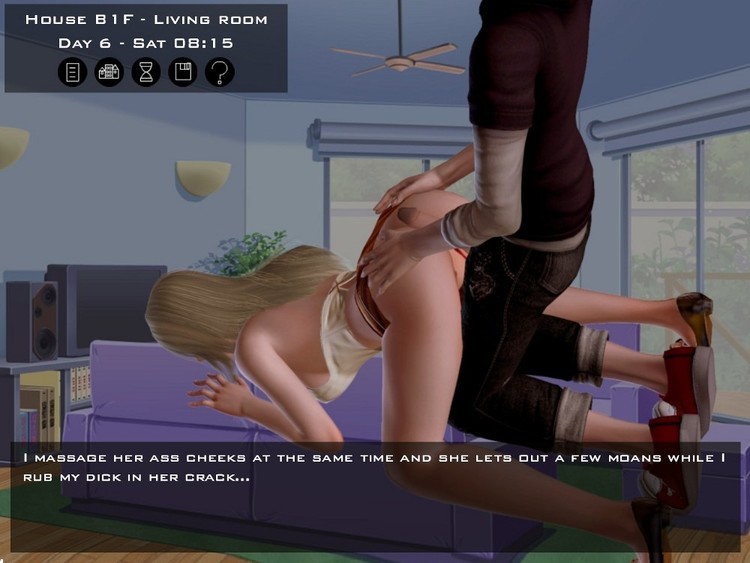 House B1F - Living room
Day 6 - Sat 08:15
?
I massage her ass cheeks at the same time and she lets out a few moans while I
rub my dick in her crack...